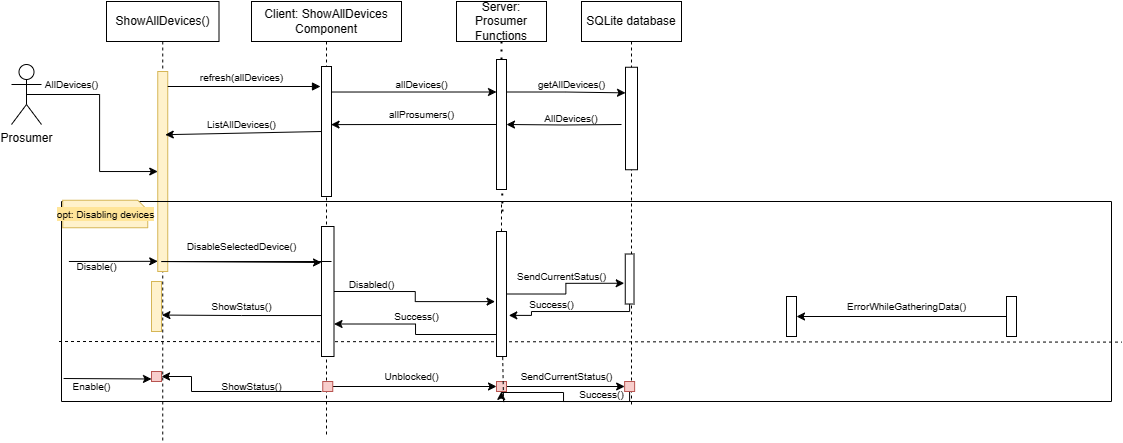 ShowAllDevices()
Client: ShowAllDevices
Component
Server:
Prosumer
Functions
SQLite database
Prosumer
AllDevices()
refresh(allDevices)
allDevices()
getAllDevices()
ListAllDevices()
allProsumers()
AllDevices()
opt: Disabling devices
Disable()
DisableSelectedDevice()
Disabled()
SendCurrentSatus()
ShowStatus()
Success()
Success()
ErrorWhileGatheringData()
Enable()
ShowStatus()
Unblocked()
SendCurrentStatus()
Success()